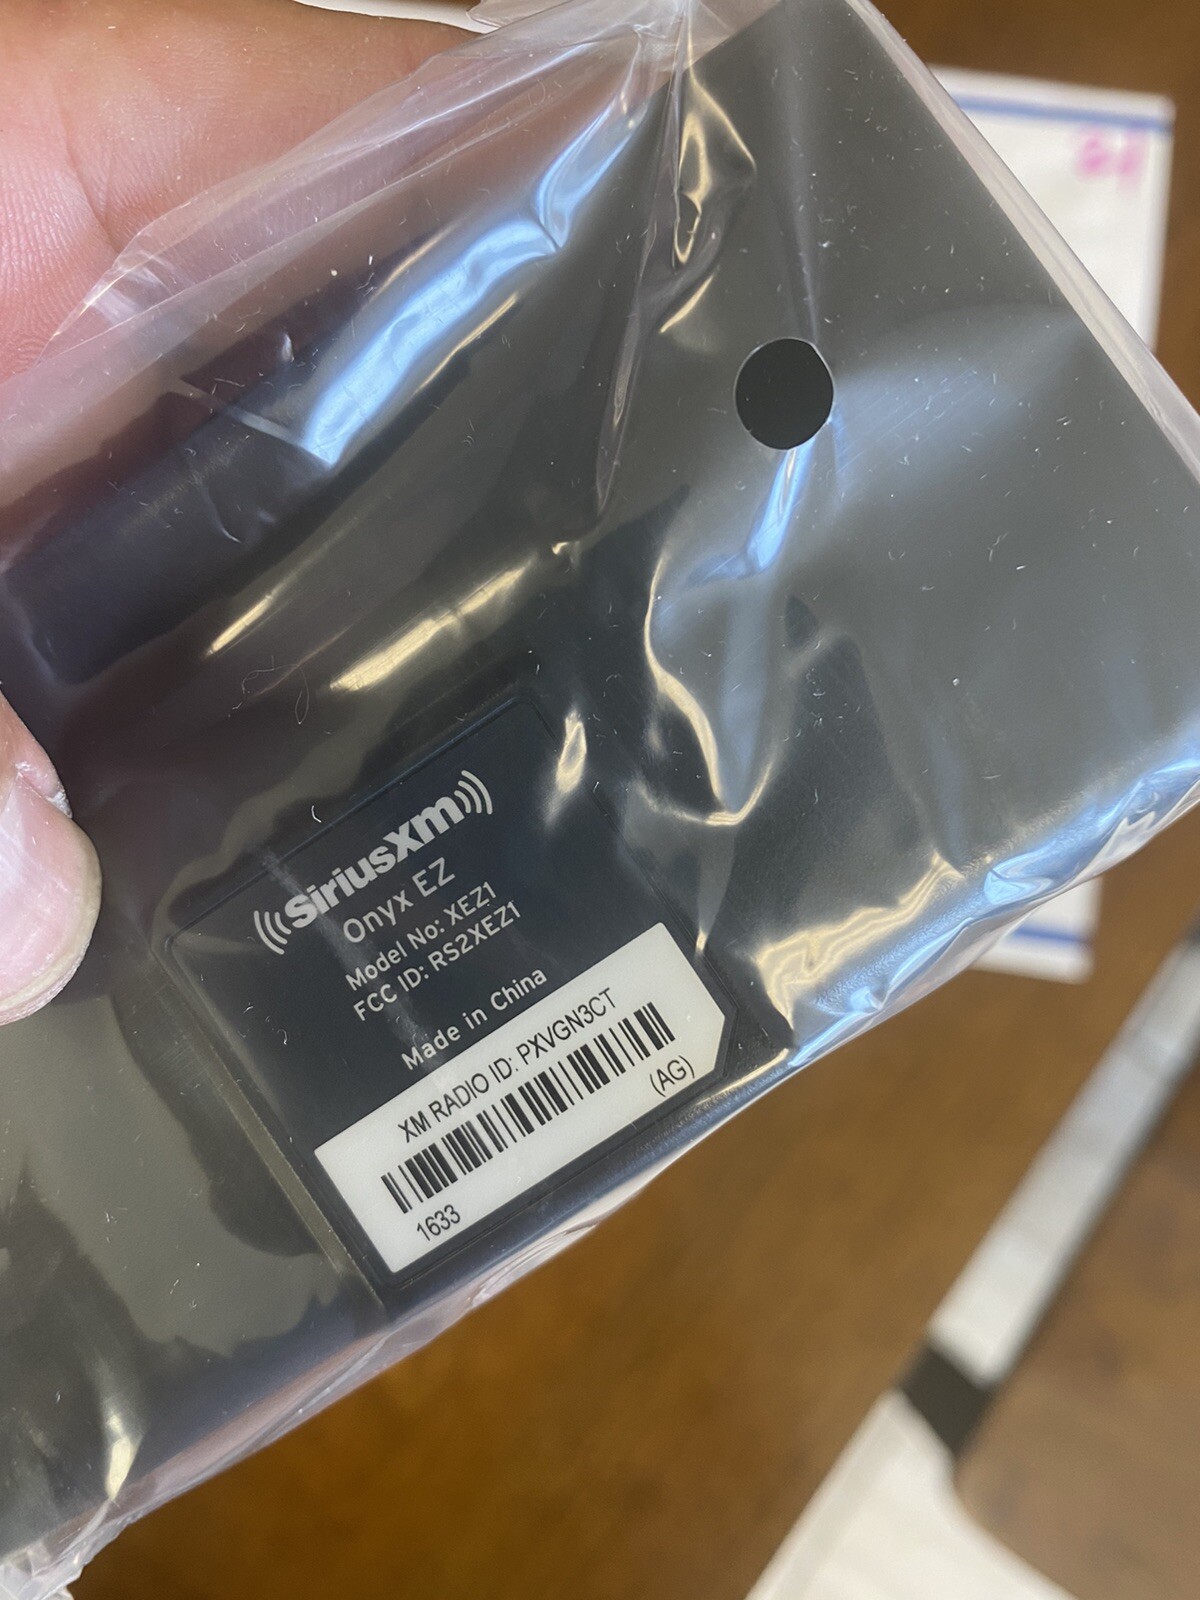 SiriusXm
Onyx EZ
Model No: XEZ1
FCC ID: RS2XEZ1
Made in China
XM RADIO ID: PXVGN3CT
(AG)
1633